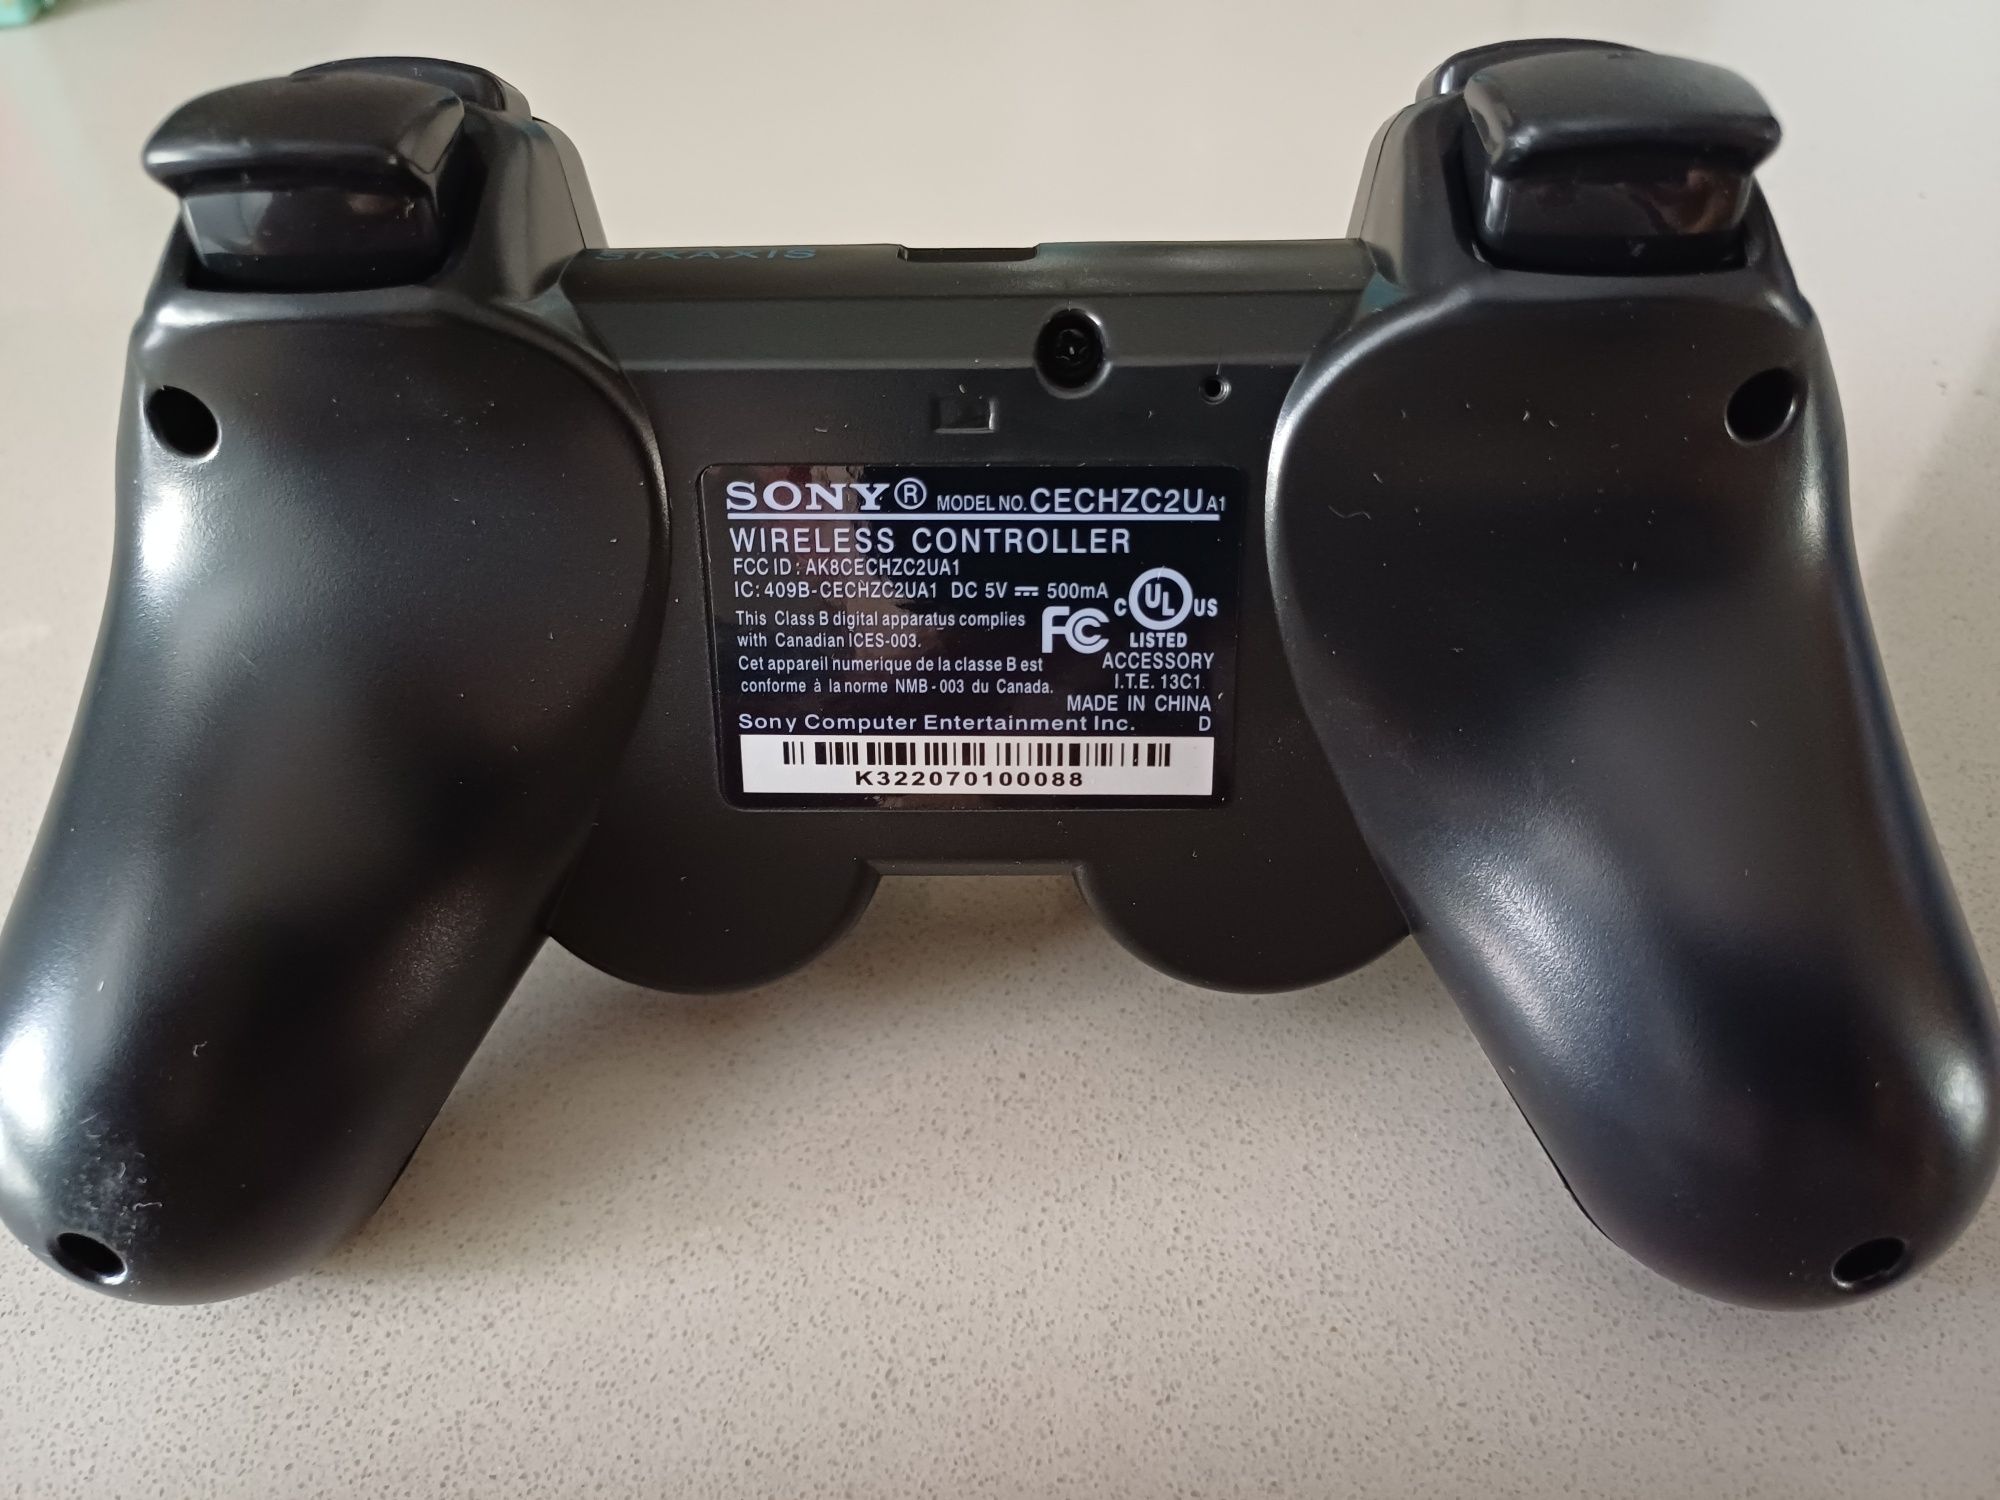 SIXAXIS
SONY® MODEL NO. CECHZC2U A1
WIRELESS CONTROLLER
FCC ID : AK8CECHZC2UA1
IC: 409B-CECHZC2UA1 DC 5V ⎓ 500mA
This Class B digital apparatus complies
with Canadian ICES-003.
Cet appareil numerique de la classe B est
conforme à la norme NMB-003 du Canada.
FC
C UL US
LISTED
ACCESSORY
I.T.E. 13C1
MADE IN CHINA
Sony Computer Entertainment Inc. D
K322070100088